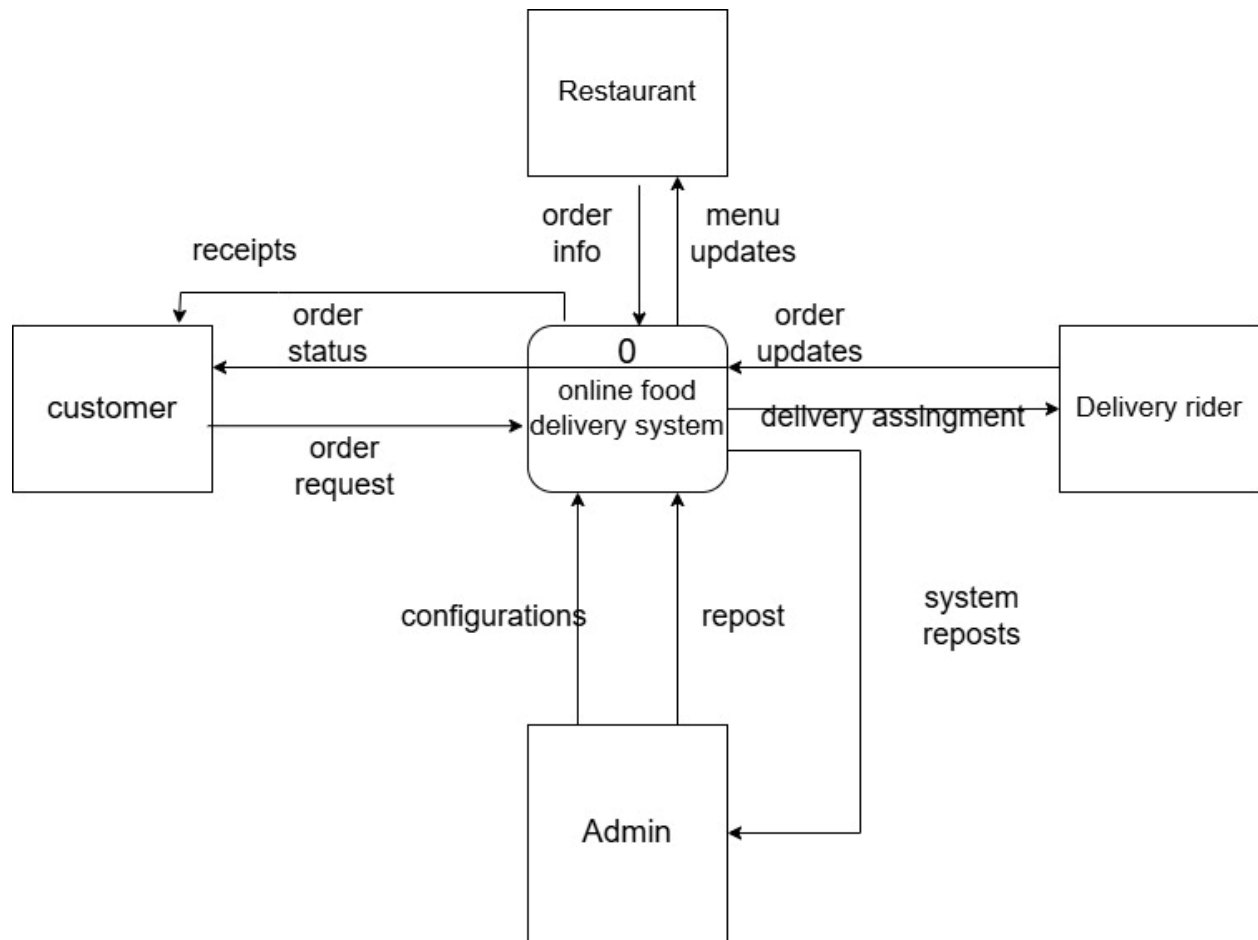 Restaurant
order
info
menu
updates
receipts
order
status
0
order
updates
customer
online food
delivery system
delivery assingment
Delivery rider
order
request
configurations
repost
system
reposts
Admin